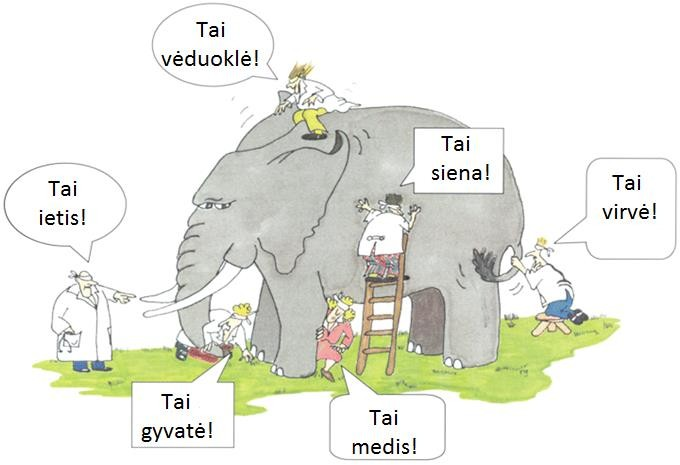 Tai
vėduoklė!
Tai
siena!
Tai
ietis!
Tai
virvė!
Tai
gyvatė!
Tai
medis!